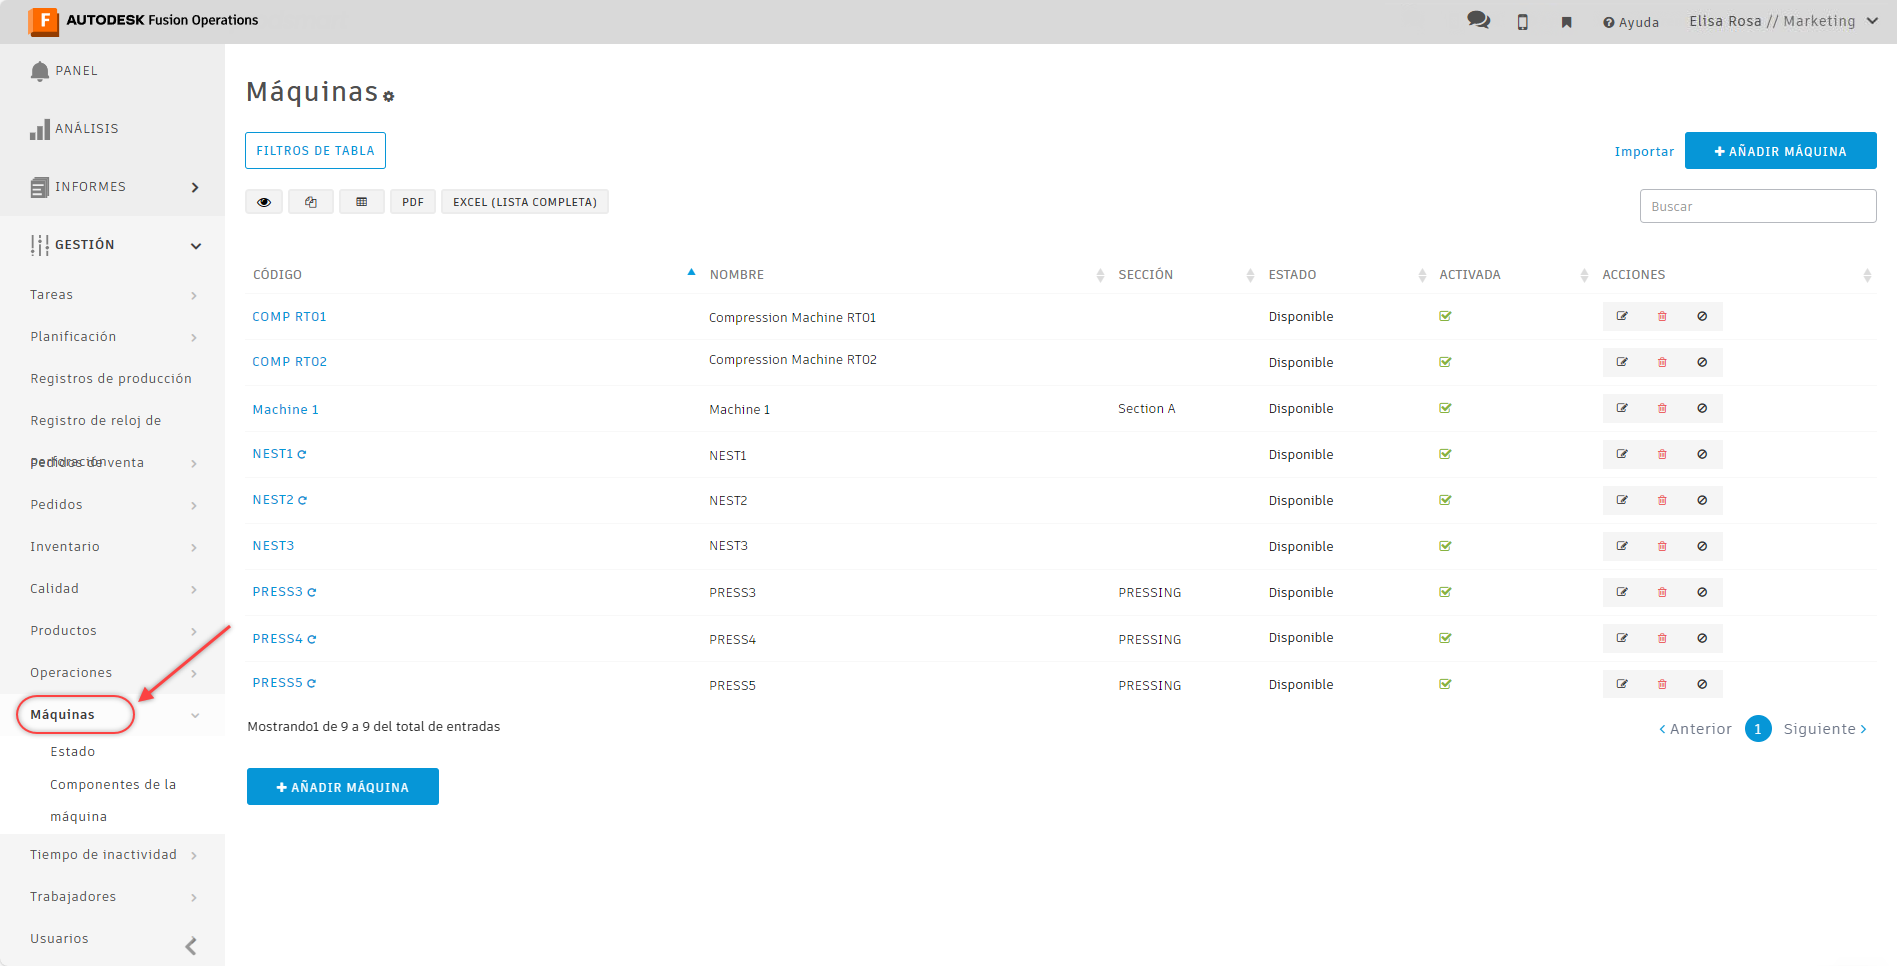 F AUTODESK Fusion Operations
Ayuda
Elisa Rosa // Marketing
PANEL
ANÁLISIS
INFORMES
GESTIÓN
Tareas
Planificación
Registros de producción
Registro de reloj de
perforación
Pedidos de venta
Pedidos
Inventario
Calidad
Productos
Operaciones
Máquinas
Estado
Componentes de la
máquina
Tiempo de inactividad
Trabajadores
Usuarios
Máquinas
FILTROS DE TABLA
Importar
+ AÑADIR MÁQUINA
PDF
EXCEL (LISTA COMPLETA)
Buscar
CÓDIGO NOMBRE SECCIÓN ESTADO ACTIVADA ACCIONES
COMP RT01 Compression Machine RT01 Disponible
COMP RT02 Compression Machine RT02 Disponible
Machine 1 Machine 1 Section A Disponible
NEST1 NEST1 Disponible
NEST2 NEST2 Disponible
NEST3 NEST3 Disponible
PRESS3 PRESS3 PRESSING Disponible
PRESS4 PRESS4 PRESSING Disponible
PRESS5 PRESS5 PRESSING Disponible
Mostrando1 de 9 a 9 del total de entradas
< Anterior 1 Siguiente >
+ AÑADIR MÁQUINA